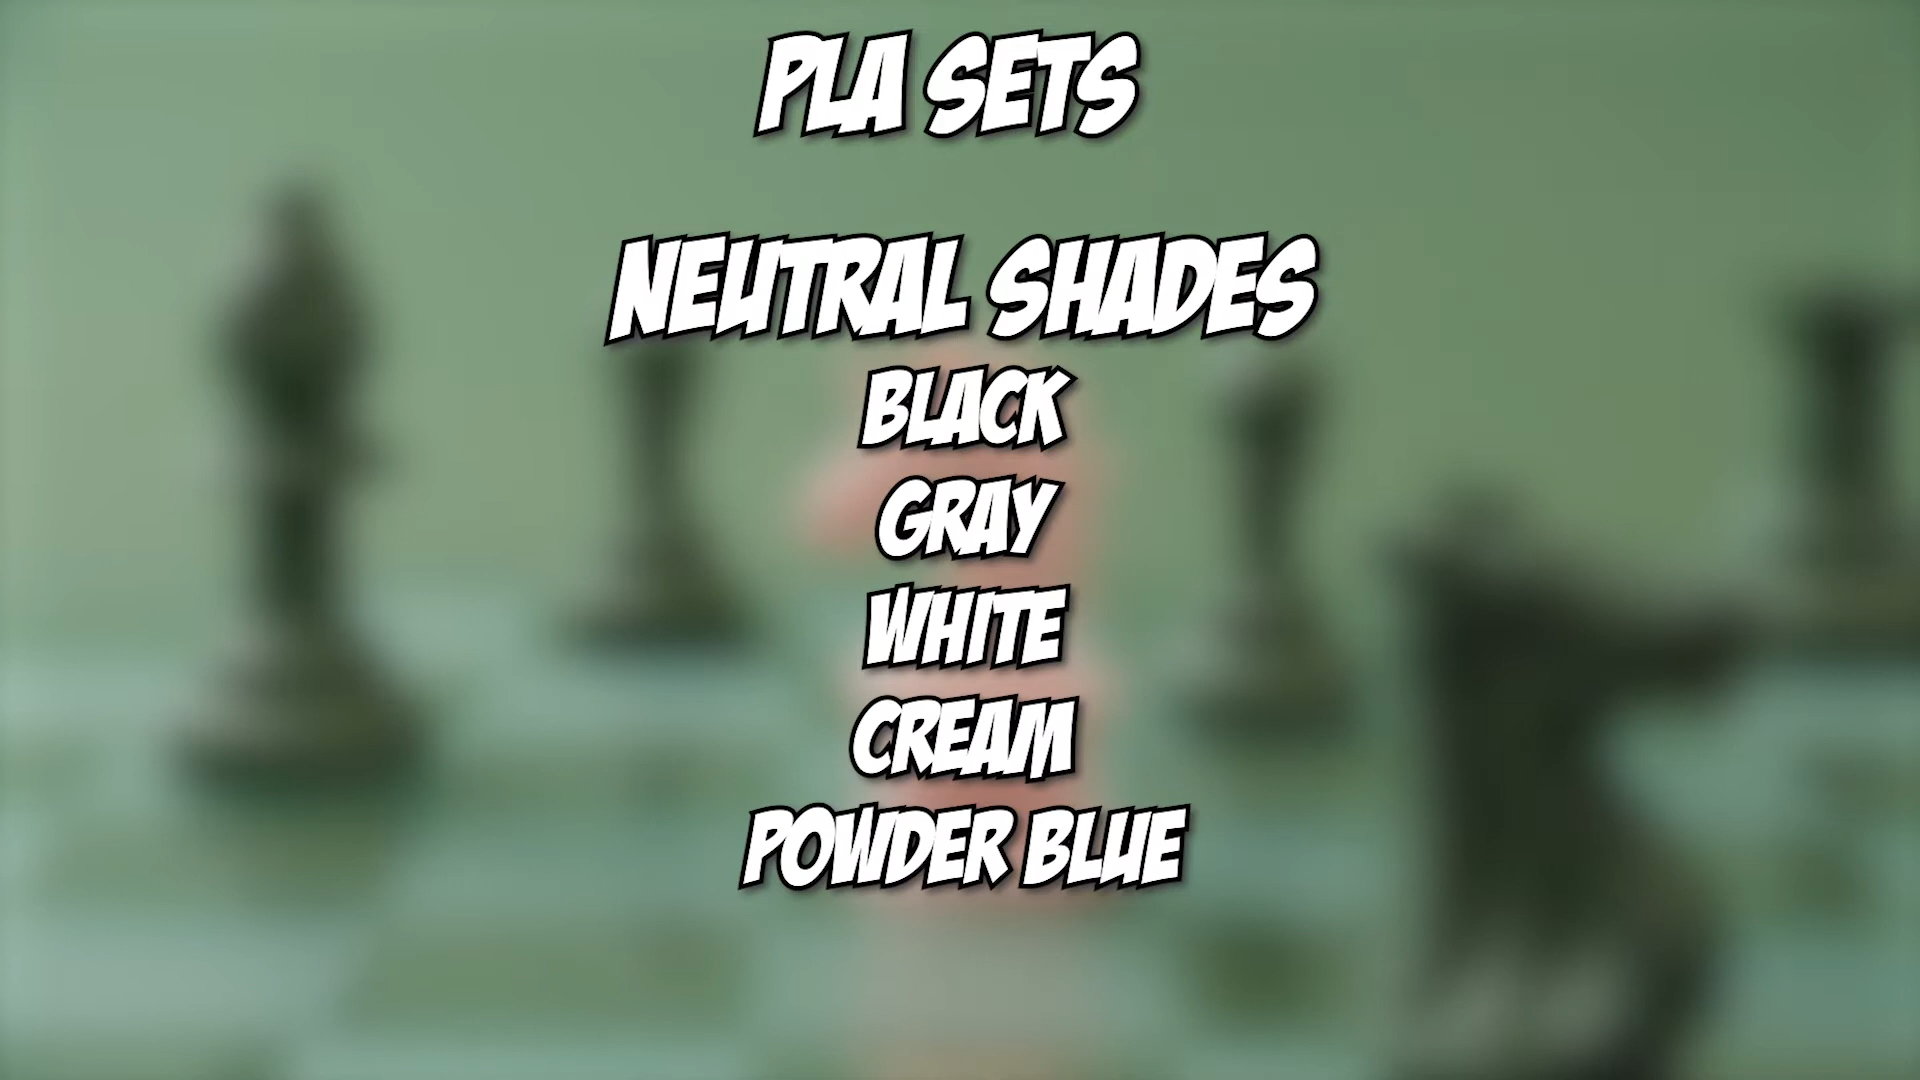 PLA SETS
NEUTRAL SHADES
BLACK
GRAY
WHITE
CREAM
POWDER BLUE